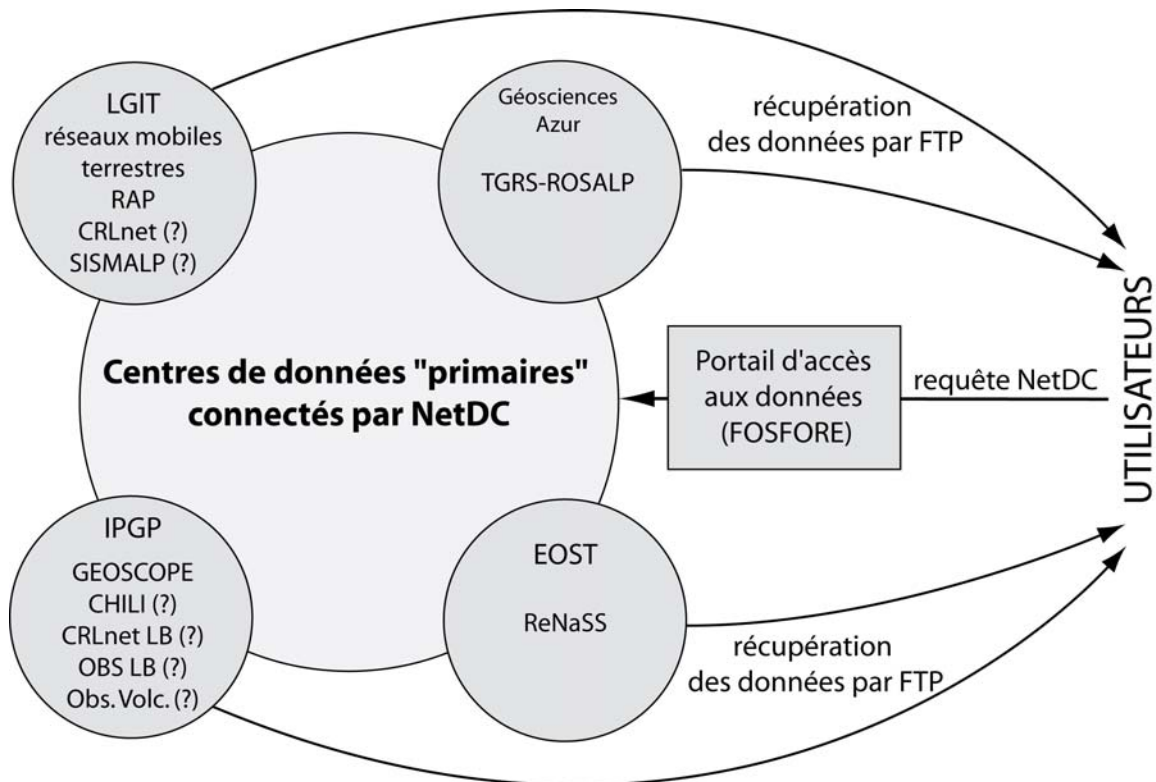 LGIT
réseaux mobiles
terrestres
RAP
CRLnet (?)
SISMALP (?)
Géosciences
Azur
TGRS-ROSALP
récupération
des données par FTP
Centres de données "primaires"
connectés par NetDC
Portail d'accès
aux données
(FOSFORE)
requête NetDC
UTILISATEURS
IPGP
GEOSCOPE
CHILI (?)
CRLnet LB (?)
OBS LB (?)
Obs. Volc. (?)
EOST
ReNaSS
récupération
des données par FTP